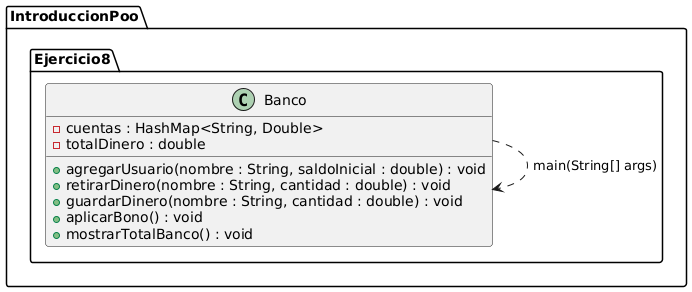 IntroduccionPoo
Ejercicio8
C Banco
cuentas : HashMap<String, Double>
totalDinero : double
agregarUsuario(nombre : String, saldoInicial : double) : void
retirarDinero(nombre : String, cantidad : double) : void
guardarDinero(nombre : String, cantidad : double) : void
aplicarBono() : void
mostrarTotalBanco() : void
main(String[] args)